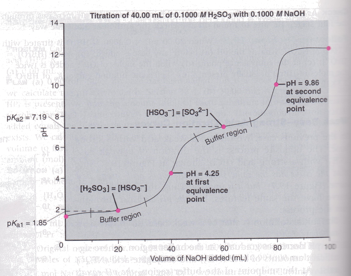 Titration of 40.00 mL of 0.1000 M H₂SO₃ with 0.1000 M NaOH
14
12
10
pH = 9.86
at second
equivalence
point
[HSO₃⁻] = [SO₃²⁻]
pKa2 = 7.19
8
Buffer region
pH
6
pH = 4.25
at first
equivalence
point
4
[H₂SO₃] = [HSO₃⁻]
2
pKa1 = 1.85
Buffer region
0
20
40
60
80
100
Volume of NaOH added (mL)